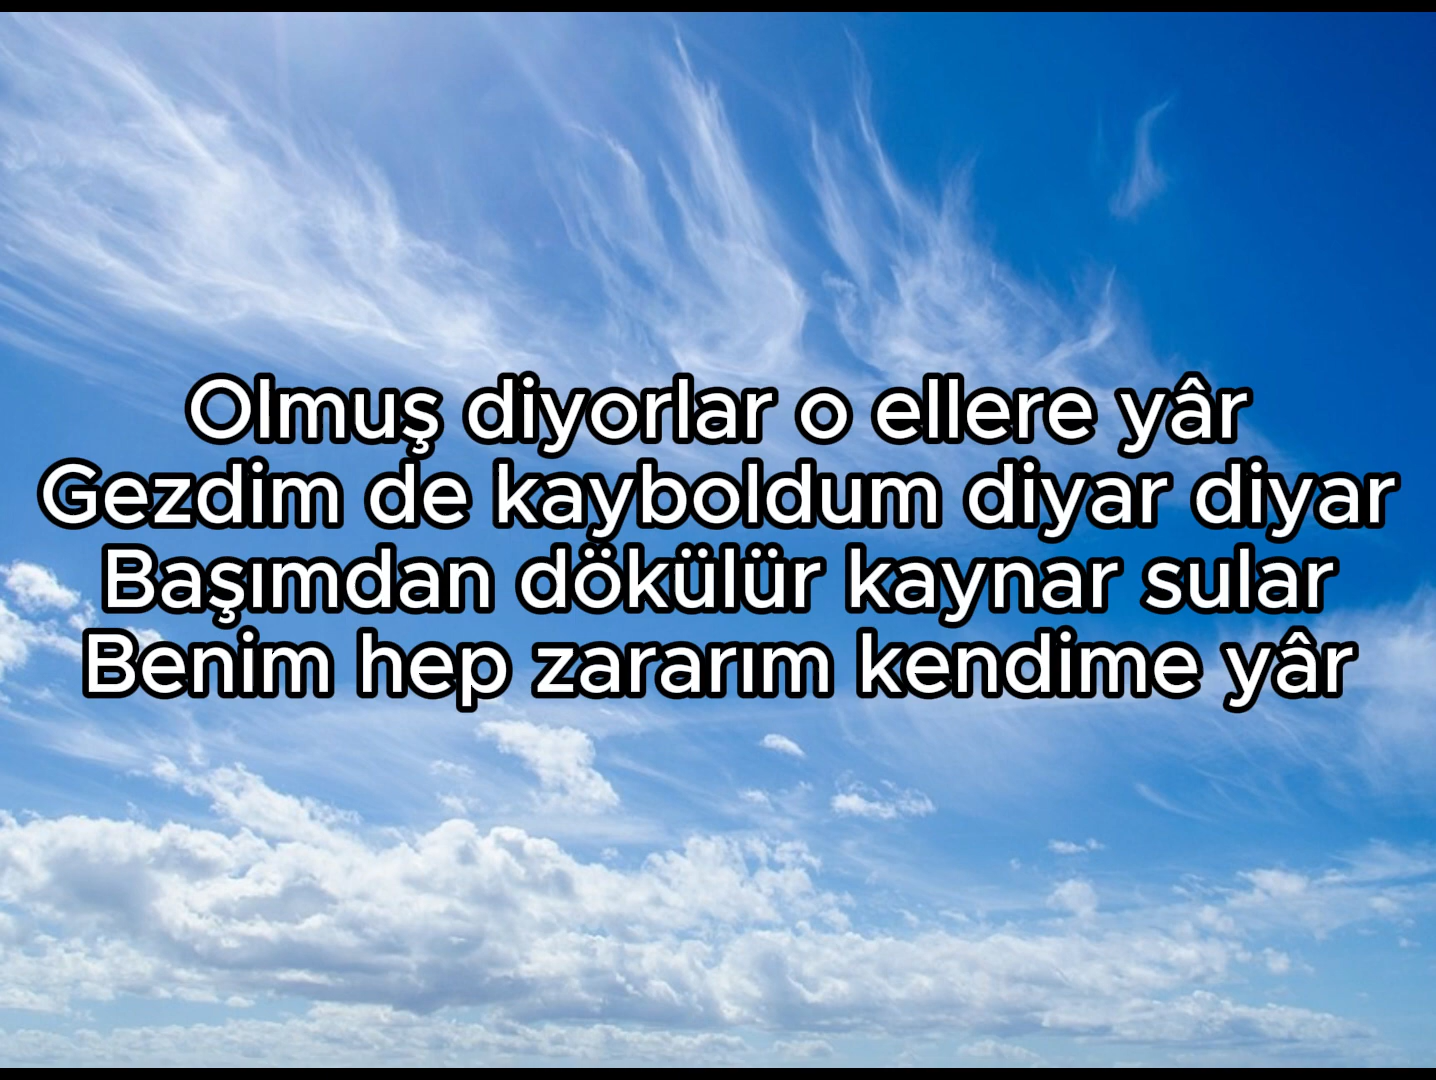 Olmuş diyorlar o ellere yâr
Gezdim de kayboldum diyar diyar
Başımdan dökülür kaynar sular
Benim hep zararım kendime yâr